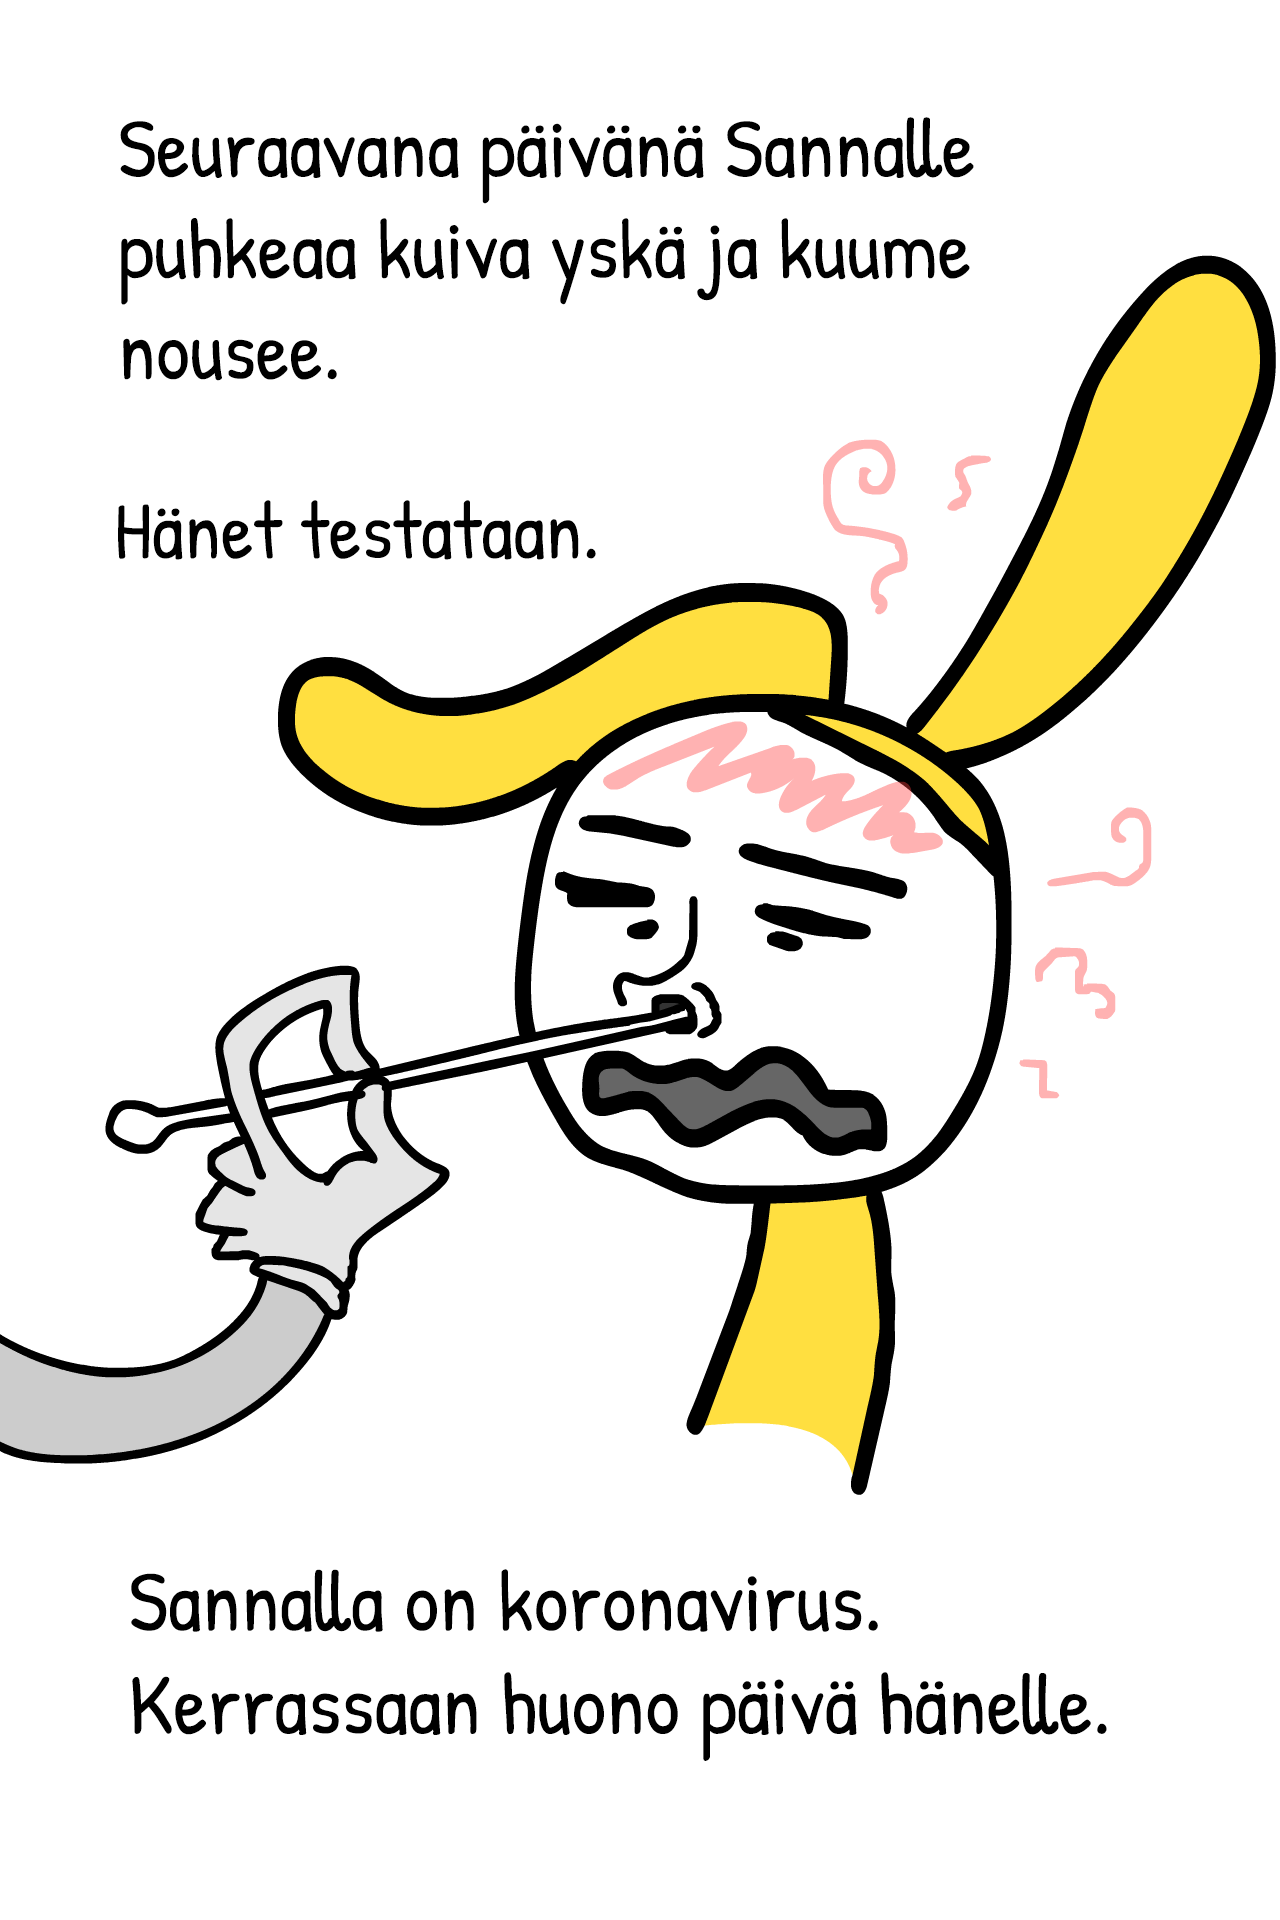 Seuraavana päivänä Sannalle
puhkeaa kuiva yskä ja kuume
nousee.
Hänet testataan.
Sannalla on koronavirus.
Kerrassaan huono päivä hänelle.